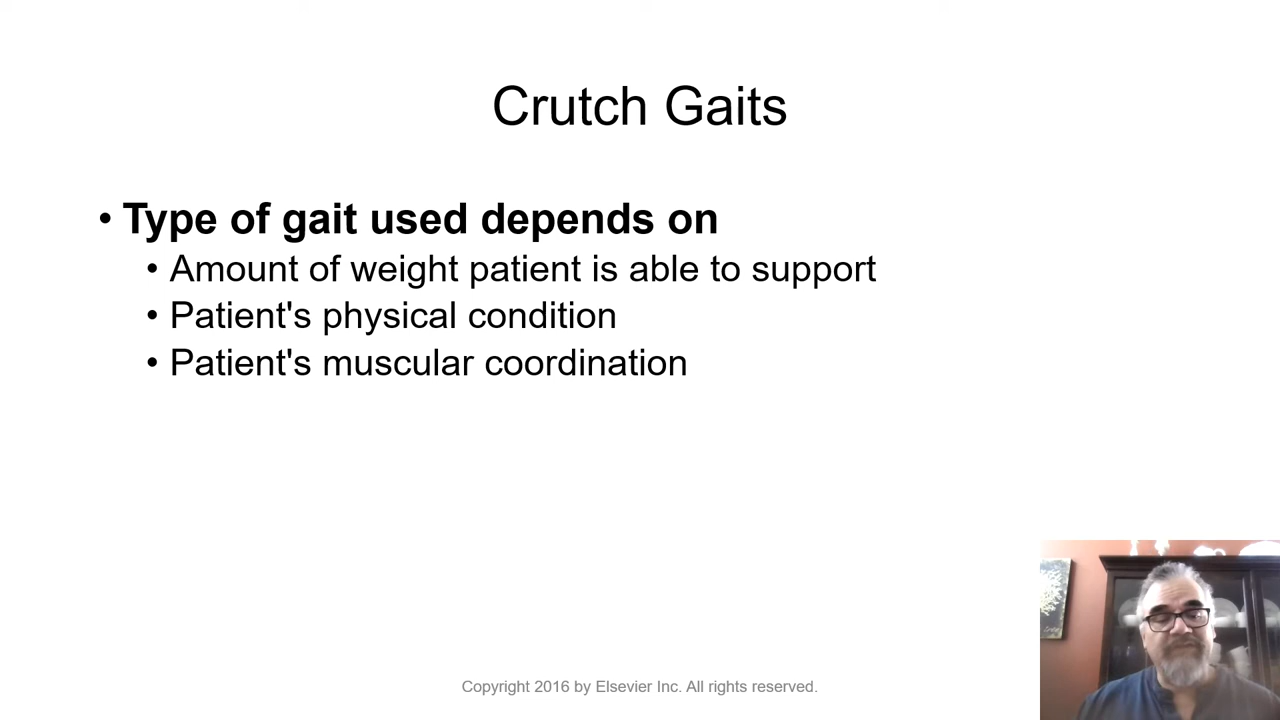 Crutch Gaits
• Type of gait used depends on
• Amount of weight patient is able to support
• Patient's physical condition
• Patient's muscular coordination
Copyright 2016 by Elsevier Inc. All rights reserved.